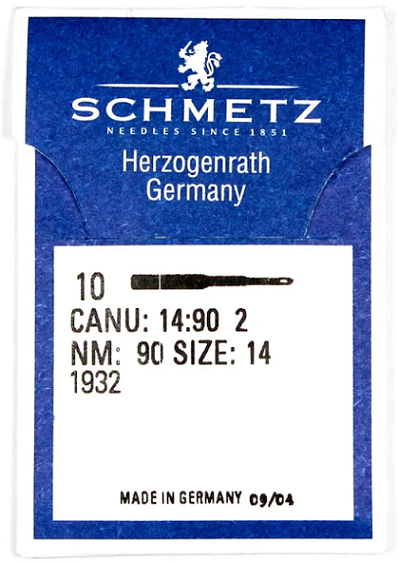 SCHMETZ
NEEDLES SINCE 1851
Herzogenrath
Germany
10
CANU: 14:90 2
NM: 90 SIZE: 14
1932
MADE IN GERMANY 09/04